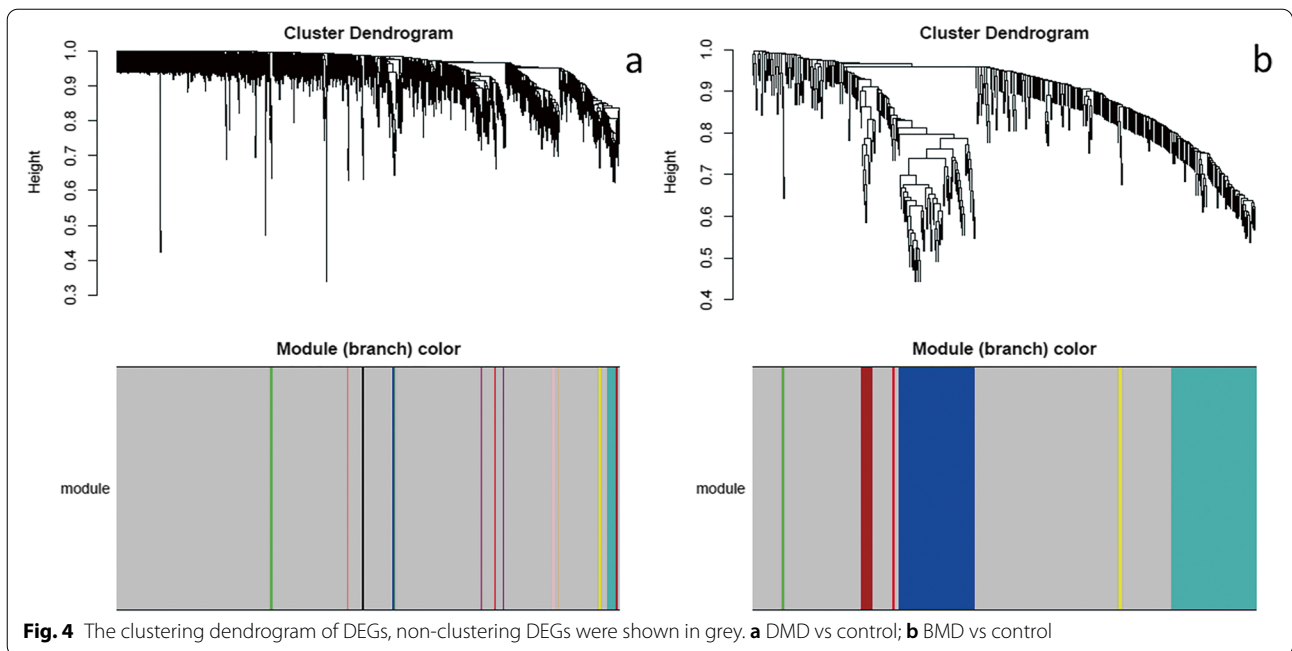 Cluster Dendrogram
a
Height
1.0
0.9
0.8
0.7
0.6
0.5
0.4
0.3
Module (branch) color
module
Cluster Dendrogram
b
Height
1.0
0.9
0.8
0.7
0.6
0.5
0.4
Module (branch) color
module
Fig. 4 The clustering dendrogram of DEGs, non-clustering DEGs were shown in grey. a DMD vs control; b BMD vs control